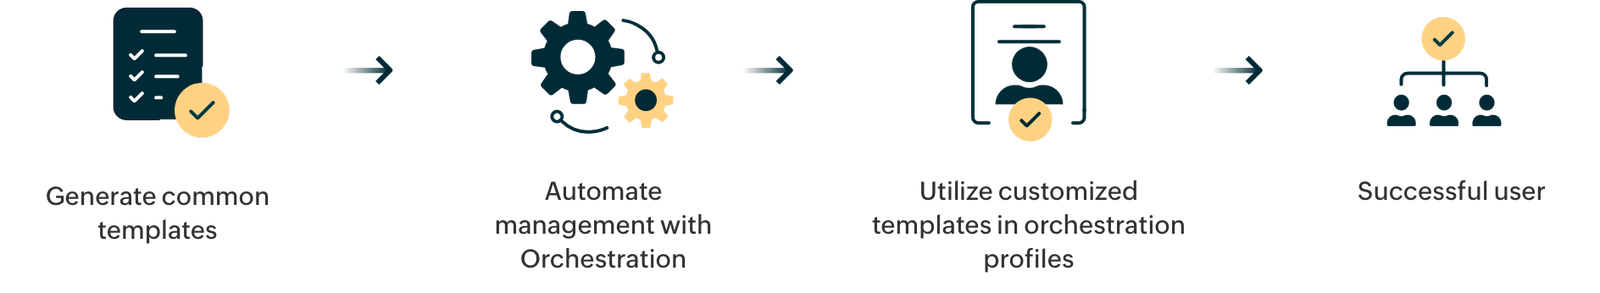 Generate common
templates
Automate
management with
Orchestration
Utilize customized
templates in orchestration
profiles
Successful user